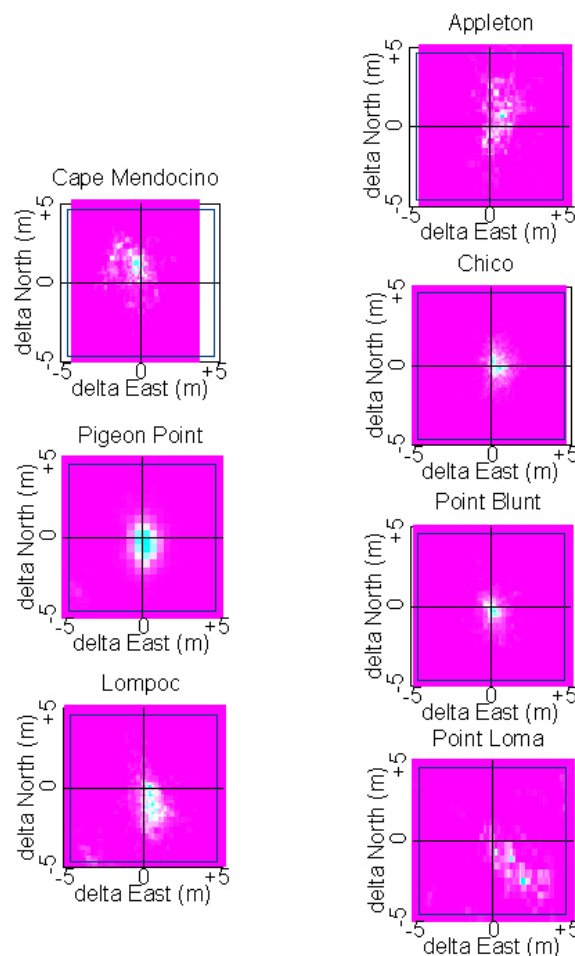 Appleton
+5
0
-5
delta North (m)
-5 0 +5
delta East (m)
Cape Mendocino
+5
0
-5
delta North (m)
-5 0 +5
delta East (m)
Chico
+5
0
-5
delta North (m)
-5 0 +5
delta East (m)
Pigeon Point
+5
0
-5
delta North (m)
-5 0 +5
delta East (m)
Point Blunt
+5
0
-5
delta North (m)
-5 0 +5
delta East (m)
Lompoc
+5
0
-5
delta North (m)
-5 0 +5
delta East (m)
Point Loma
+5
0
-5
delta North (m)
-5 0 +5
delta East (m)